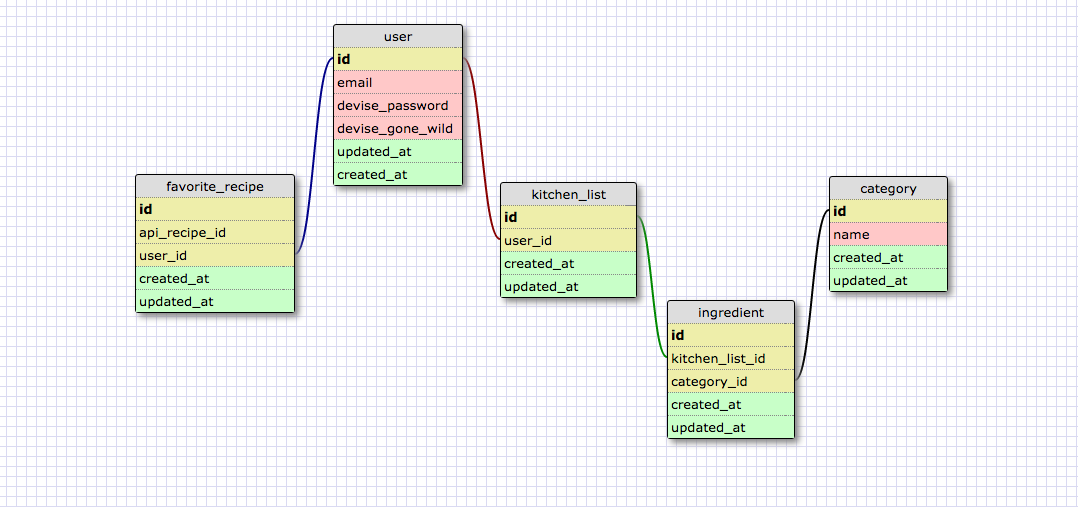 user
id
email
devise_password
devise_gone_wild
updated_at
created_at
favorite_recipe
id
api_recipe_id
user_id
created_at
updated_at
kitchen_list
id
user_id
created_at
updated_at
category
id
name
created_at
updated_at
ingredient
id
kitchen_list_id
category_id
created_at
updated_at